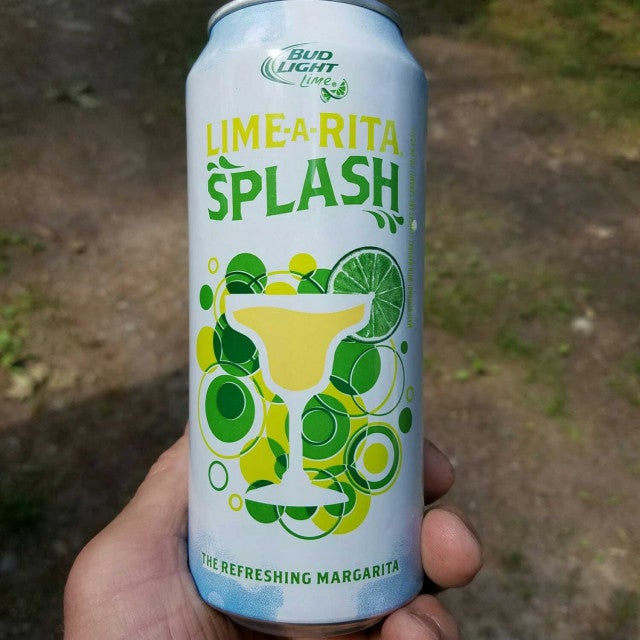 BUD
LIGHT
Lime
LIME-A-RITA
SPLASH
THE REFRESHING MARGARITA